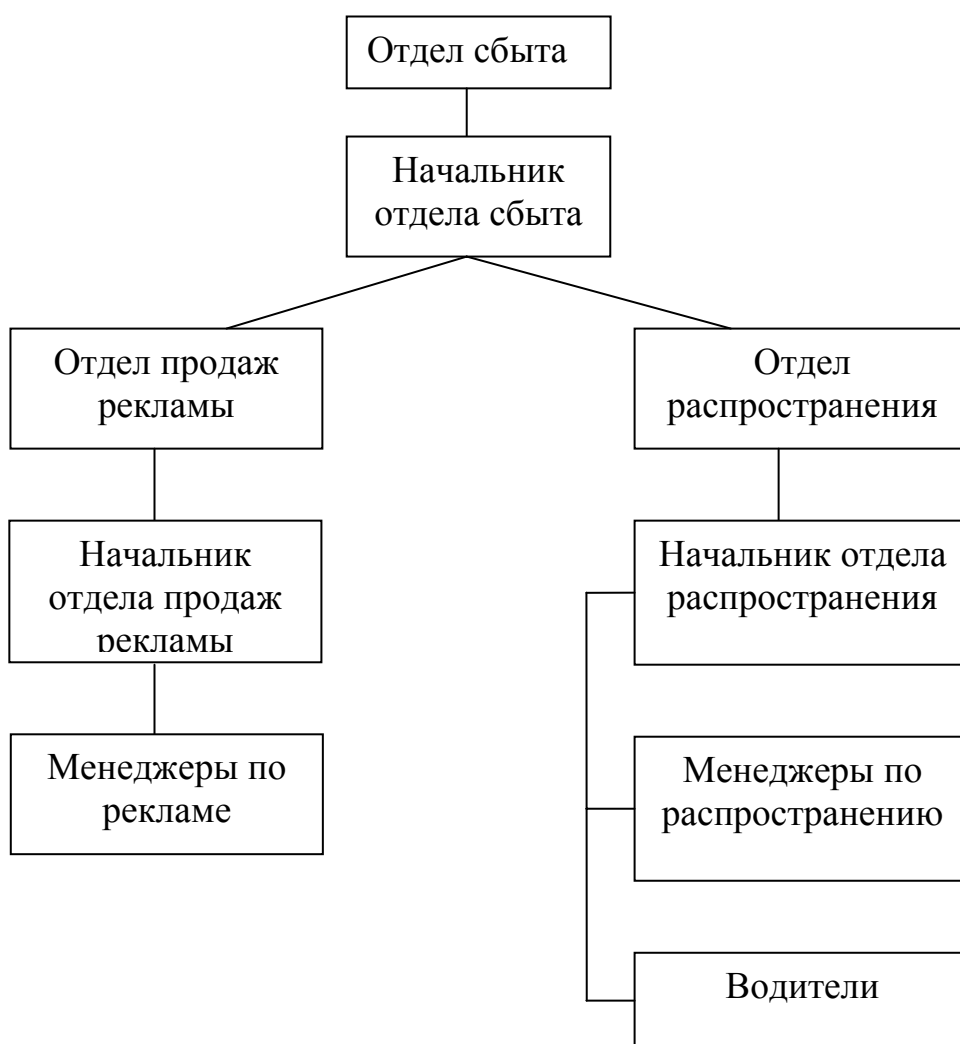 Отдел сбыта
Начальник
отдела сбыта
Отдел продаж
рекламы
Отдел
распространения
Начальник
отдела продаж
рекламы
Начальник отдела
распространения
Менеджеры по
рекламе
Менеджеры по
распространению
Водители